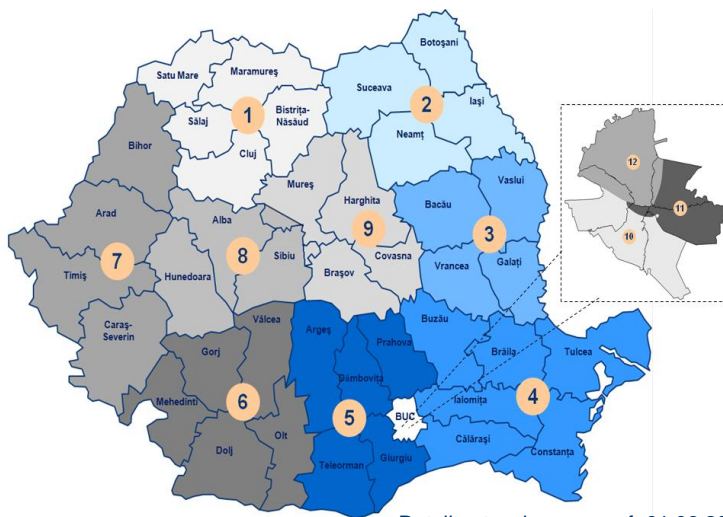 Botoşani
Satu Mare
Maramureş
Suceava
2
Iaşi
Sălaj
1
Bistriţa-
Năsăud
Neamţ
Bihor
Cluj
Mureş
Harghita
Bacău
Vaslui
12
11
10
Arad
Alba
9
3
7
8
Sibiu
Covasna
Timiş
Hunedoara
Braşov
Vrancea
Galaţi
Caraş-
Severin
Vâlcea
Argeş
Prahova
Buzău
Gorj
Brăila
Tulcea
Dâmboviţa
Mehedinti
6
5
BUC
Ialomiţa
4
Dolj
Olt
Călăraşi
Constanţa
Teleorman
Giurgiu